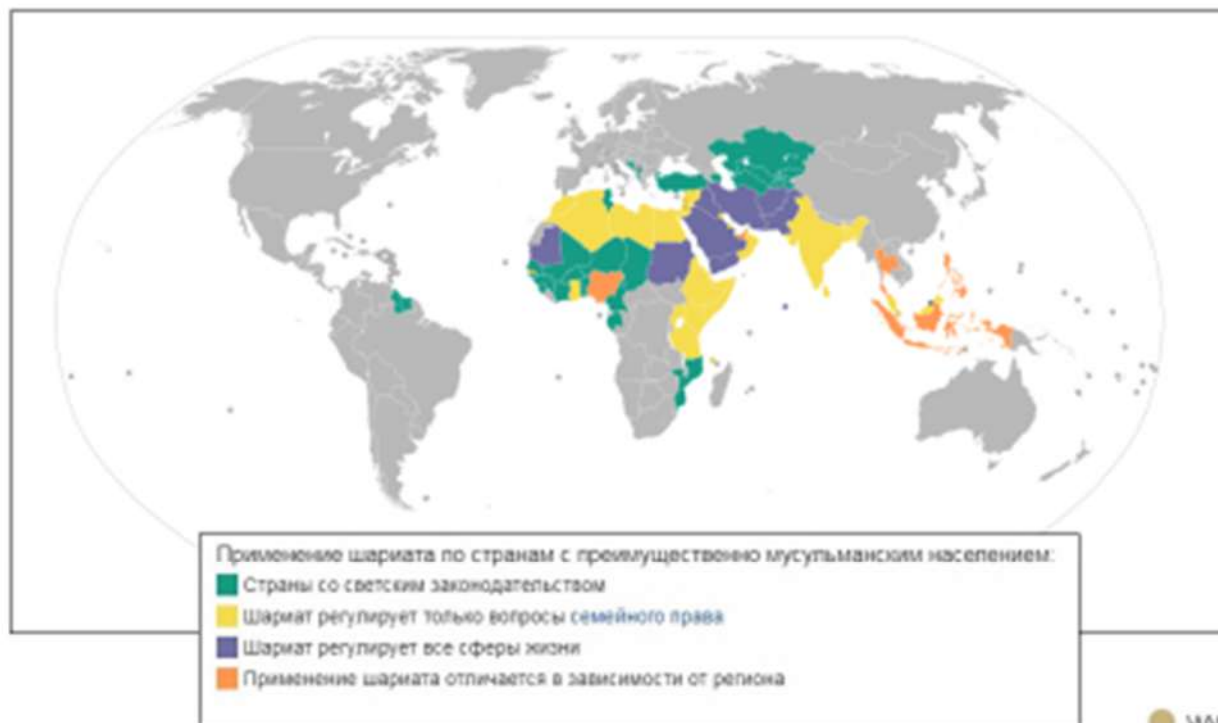 Применение шариата по странам с преимущественно мусульманским населением:
Страны со светским законодательством
Шариат регулирует только вопросы семейного права
Шариат регулирует все сферы жизни
Применение шариата отличается в зависимости от региона